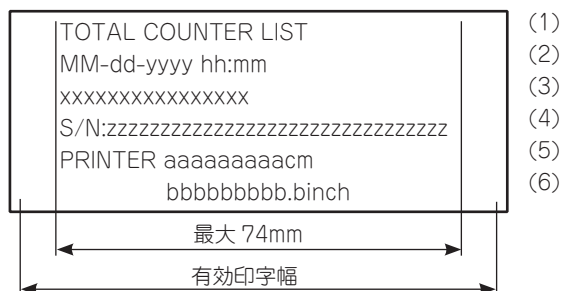 TOTAL COUNTER LIST (1)
MM-dd-yyyy hh:mm (2)
xxxxxxxxxxxxxxxx (3)
S/N:zzzzzzzzzzzzzzzzzzzzzzzzzzzzzzzz (4)
PRINTER aaaaaaaaacm (5)
bbbbbbbbbb.binch (6)
最大 74mm
有効印字幅